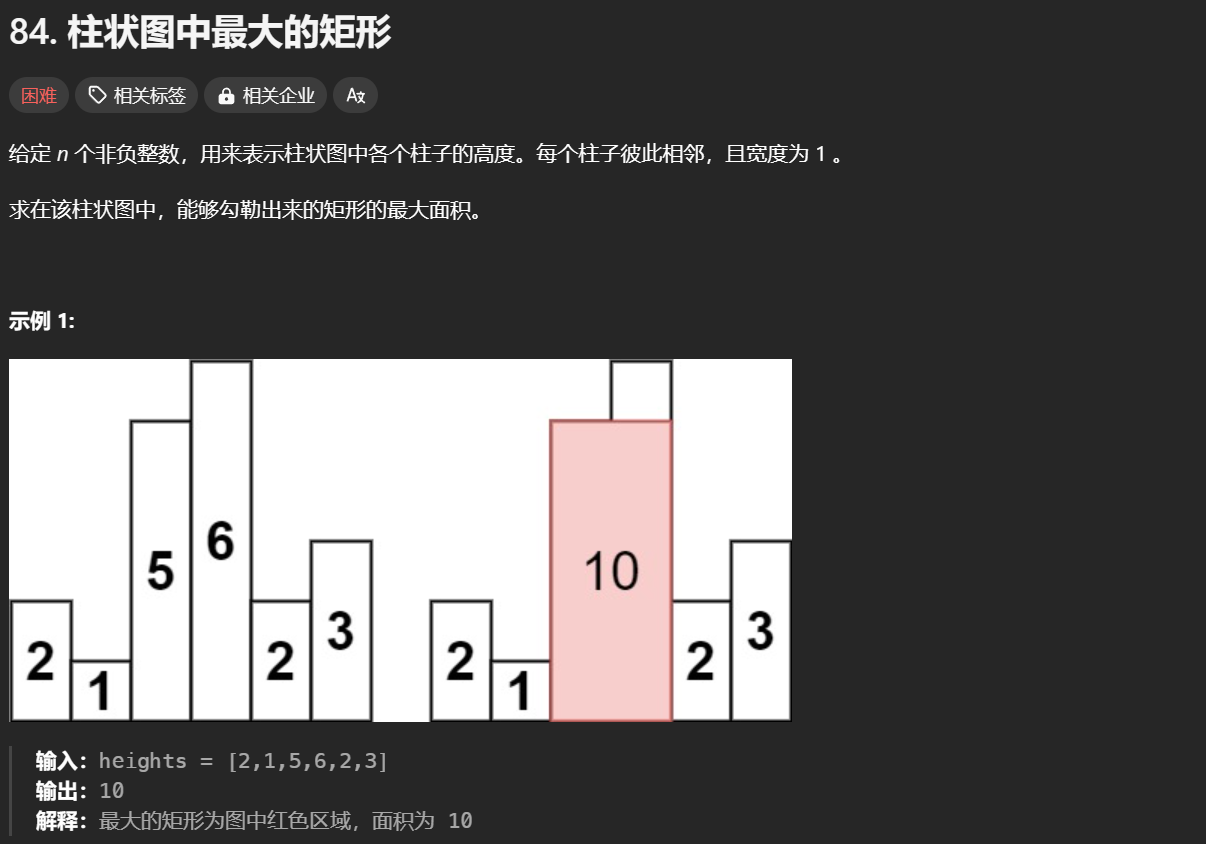 84. 柱状图中最大的矩形
困难 相关标签 相关企业 A文
给定 n 个非负整数，用来表示柱状图中各个柱子的高度。每个柱子彼此相邻，且宽度为 1 。
求在该柱状图中，能够勾勒出来的矩形的最大面积。
示例 1:
2 1 5 6 2 3 2 1 10 2 3
输入：heights = [2,1,5,6,2,3]
输出：10
解释：最大的矩形为图中红色区域，面积为 10